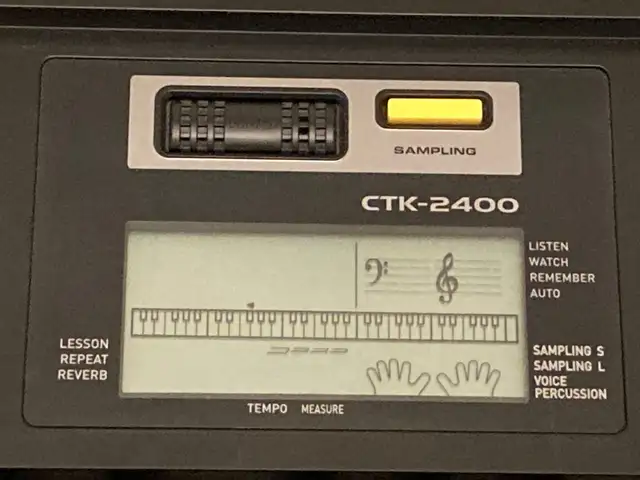 SAMPLING
CTK-2400
LISTEN
WATCH
REMEMBER
AUTO
LESSON
REPEAT
REVERB
SAMPLING S
SAMPLING L
VOICE
PERCUSSION
TEMPO MEASURE